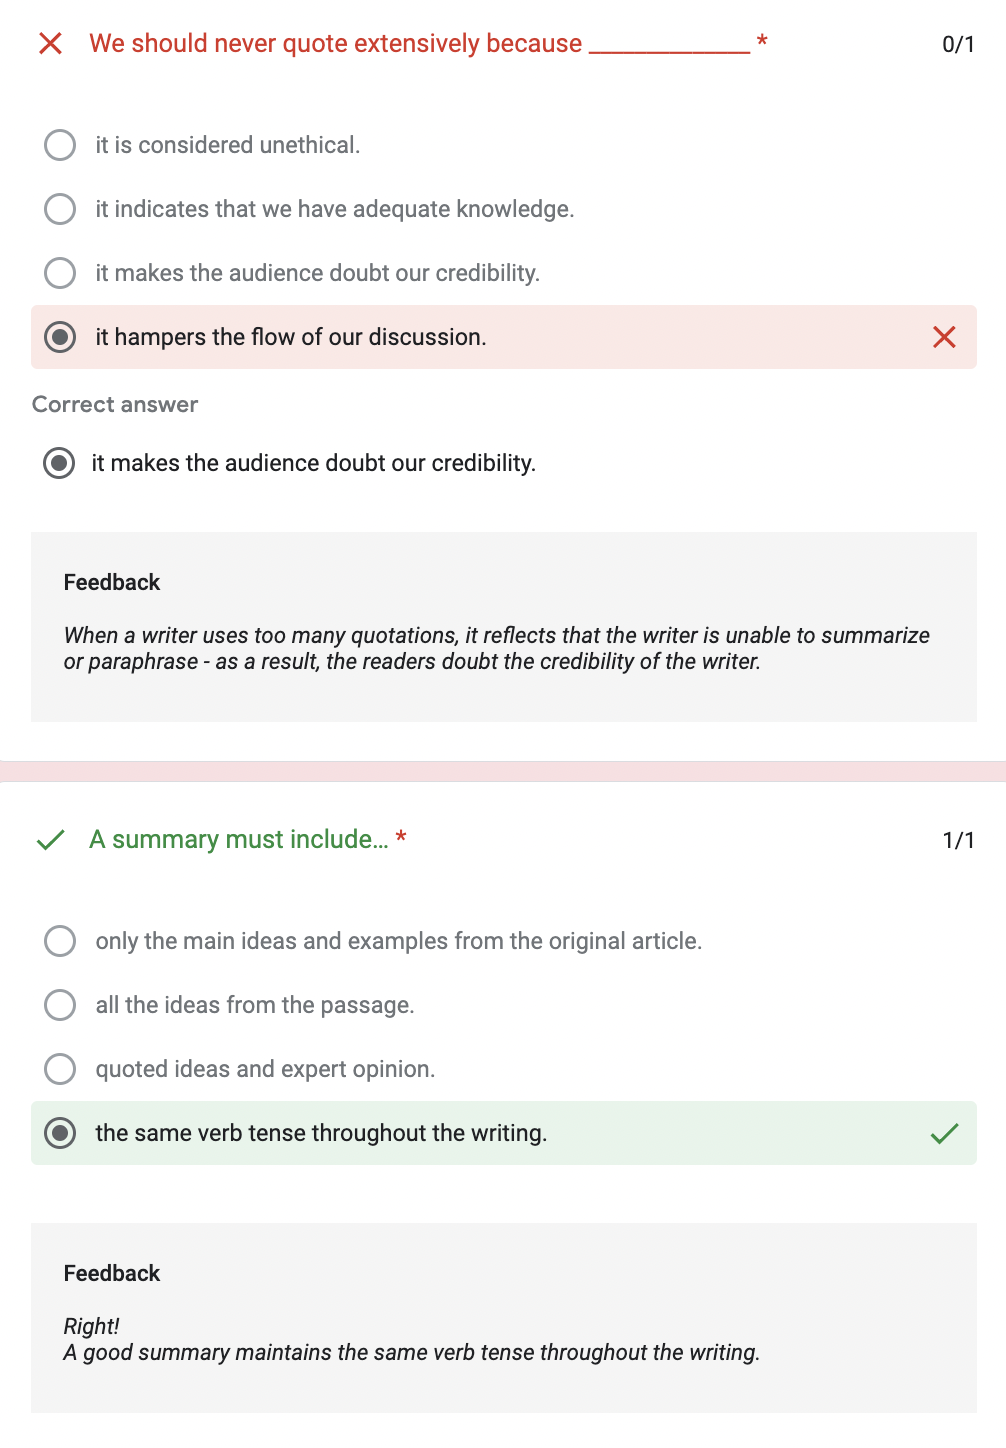 We should never quote extensively because ______________ *
0/1
it is considered unethical.
it indicates that we have adequate knowledge.
it makes the audience doubt our credibility.
it hampers the flow of our discussion.
Correct answer
it makes the audience doubt our credibility.
Feedback
When a writer uses too many quotations, it reflects that the writer is unable to summarize
or paraphrase - as a result, the readers doubt the credibility of the writer.
A summary must include... *
1/1
only the main ideas and examples from the original article.
all the ideas from the passage.
quoted ideas and expert opinion.
the same verb tense throughout the writing.
Feedback
Right!
A good summary maintains the same verb tense throughout the writing.